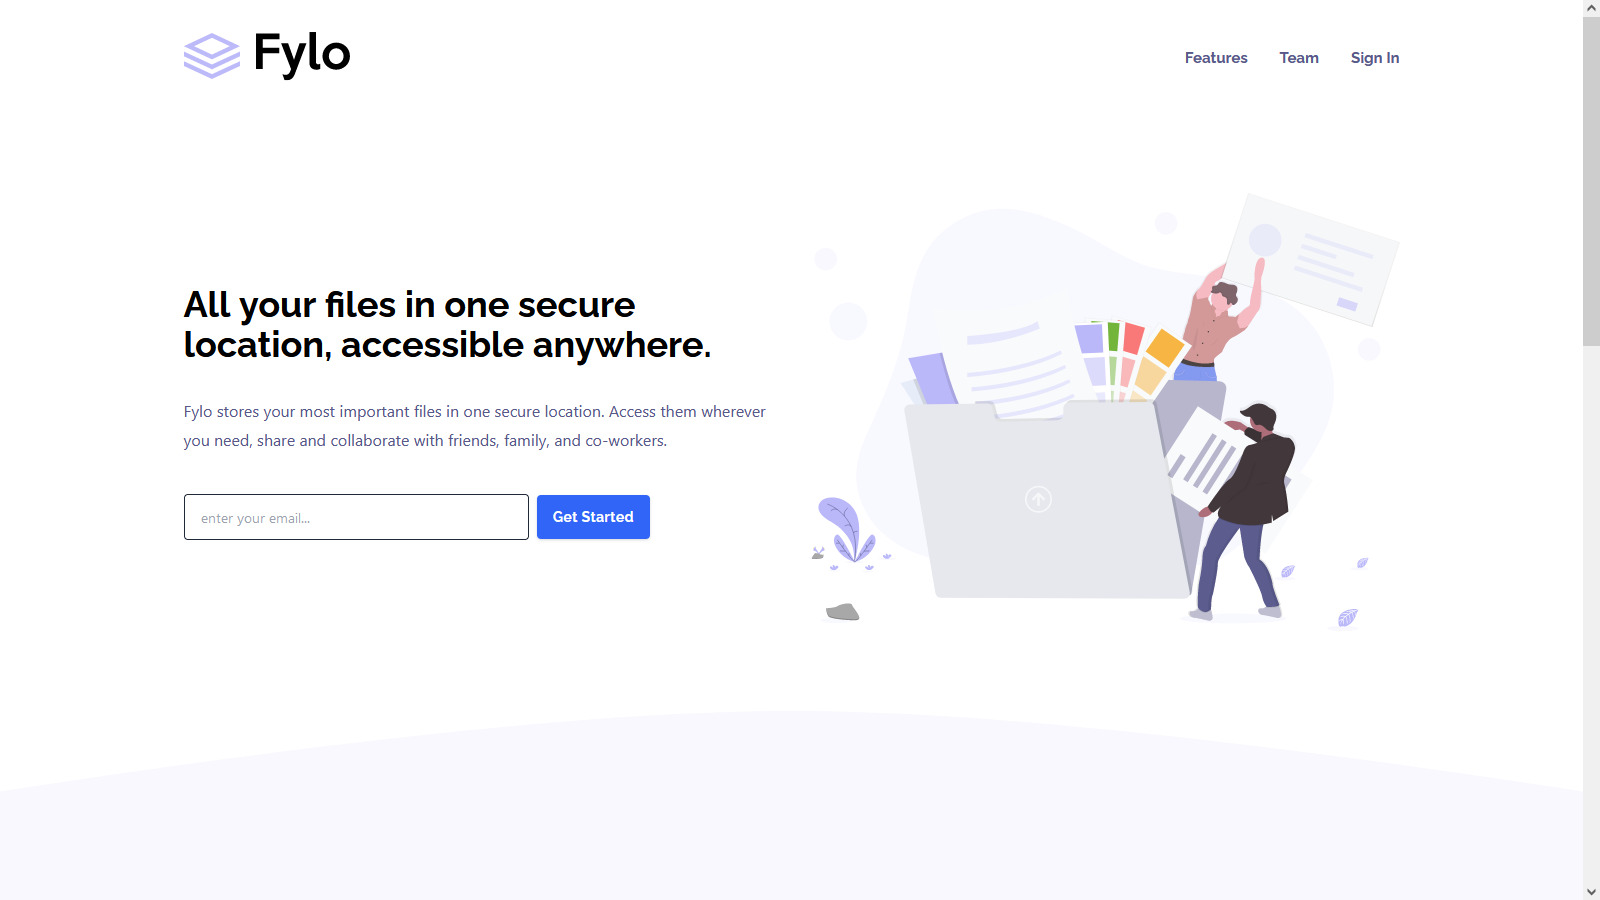 Fylo
Features Team Sign In
All your files in one secure
location, accessible anywhere.
Fylo stores your most important files in one secure location. Access them wherever
you need, share and collaborate with friends, family, and co-workers.
enter your email...
Get Started